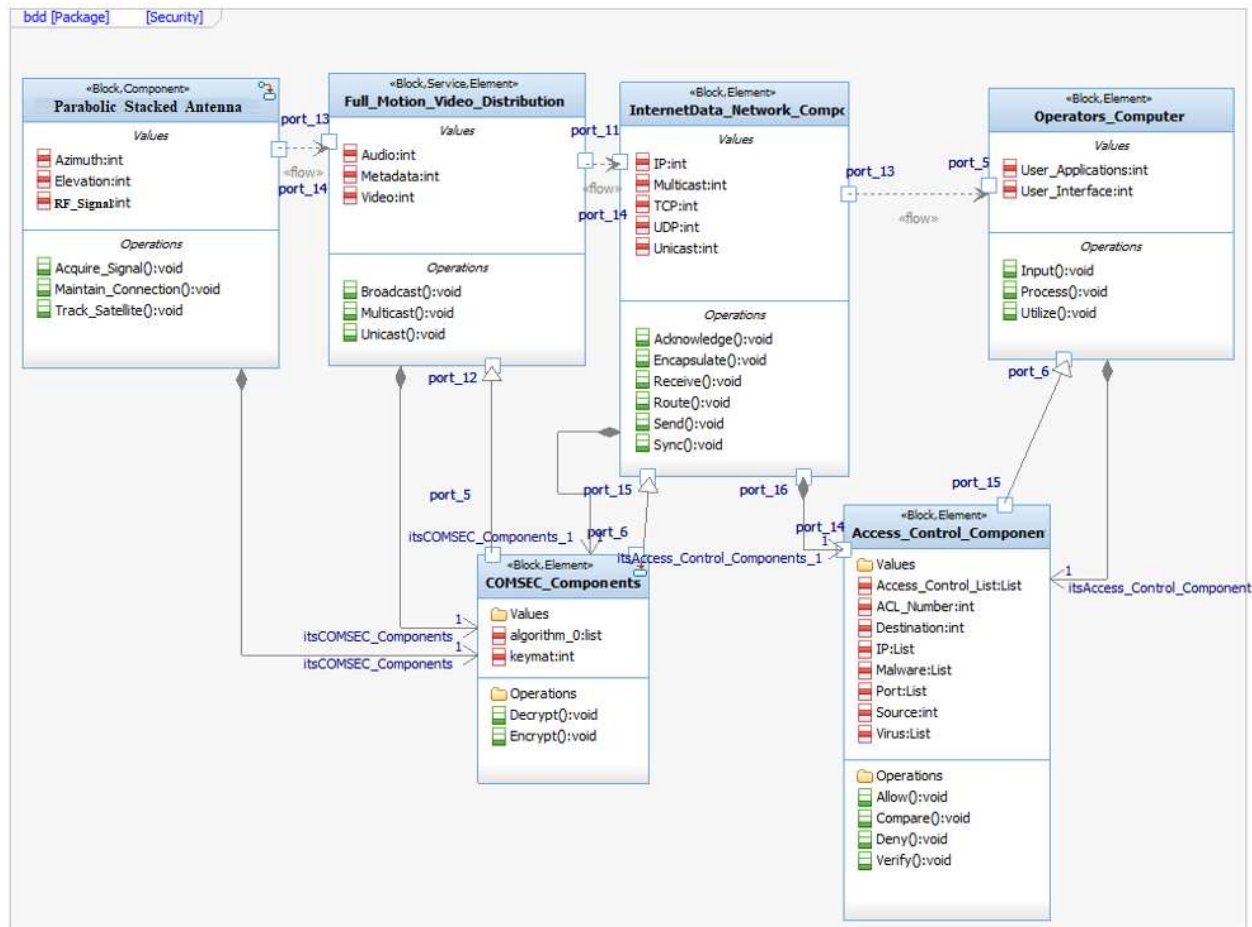 bdd [Package] [Security]
«Block,Component»
Parabolic Stacked Antenna
Values
Azimuth:int
Elevation:int
RF_Signal:int
Operations
Acquire_Signal():void
Maintain_Connection():void
Track_Satellite():void
port_13
«flow»
port_14
«Block,Service,Element»
Full_Motion_Video_Distribution
Values
Audio:int
Metadata:int
Video:int
Operations
Broadcast():void
Multicast():void
Unicast():void
port_11
«flow»
port_14
port_12
«Block,Element»
InternetData_Network_Compo
Values
IP:int
Multicast:int
TCP:int
UDP:int
Unicast:int
Operations
Acknowledge():void
Encapsulate():void
Receive():void
Route():void
Send():void
Sync():void
port_13
«flow»
port_5
«Block,Element»
Operators_Computer
Values
User_Applications:int
User_Interface:int
Operations
Input():void
Process():void
Utilize():void
port_6
port_5
port_15
port_16
port_15
port_6
port_14
itsCOMSEC_Components_1
1
itsAccess_Control_Components_1
1
1
itsAccess_Control_Component
1
itsCOMSEC_Components
1
itsCOMSEC_Components
«Block,Element»
COMSEC_Components
Values
algorithm_0:list
keymat:int
Operations
Decrypt():void
Encrypt():void
«Block,Element»
Access_Control_Componen
Values
Access_Control_List:List
ACL_Number:int
Destination:int
IP:List
Malware:List
Port:List
Source:int
Virus:List
Operations
Allow():void
Compare():void
Deny():void
Verify():void